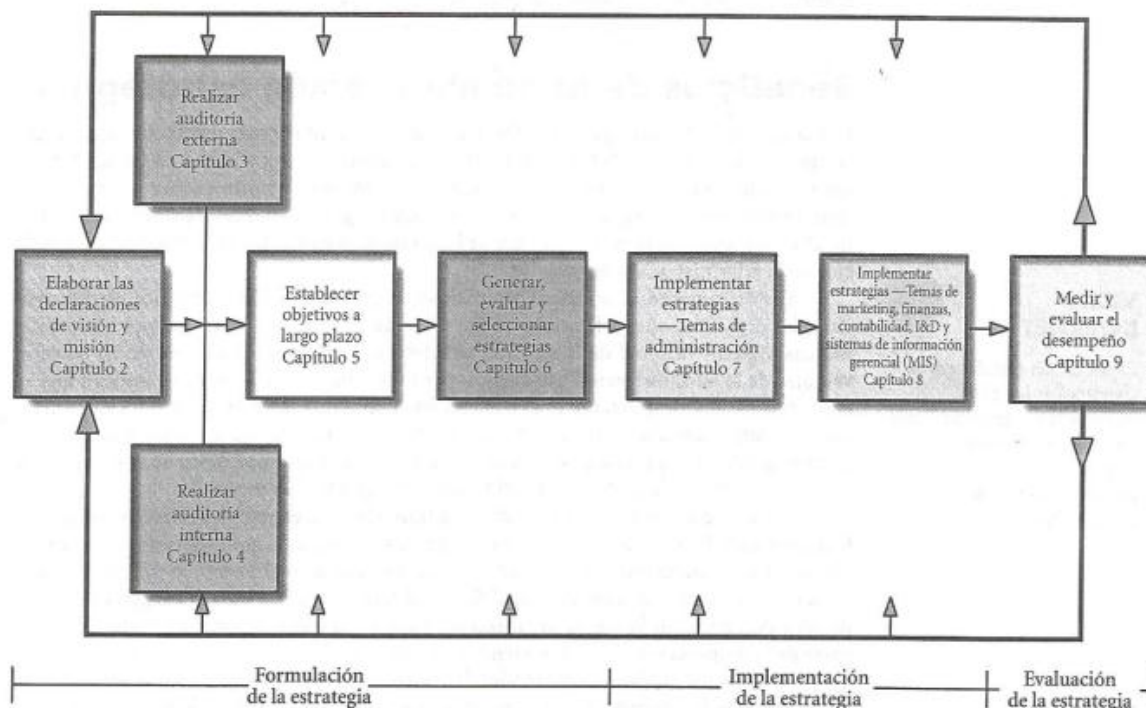 Realizar
auditoría
externa
Capítulo 3
Elaborar las
declaraciones
de visión y
misión
Capítulo 2
Establecer
objetivos a
largo plazo
Capítulo 5
Generar,
evaluar y
seleccionar
estrategias
Capítulo 6
Implementar
estrategias
—Temas de
administración
Capítulo 7
Implementar
estrategias —Temas de
marketing, finanzas,
contabilidad, I&D y
sistemas de información
gerencial (MIS)
Capítulo 8
Medir y
evaluar el
desempeño
Capítulo 9
Realizar
auditoría
interna
Capítulo 4
Formulación
de la estrategia
Implementación
de la estrategia
Evaluación
de la estrategia